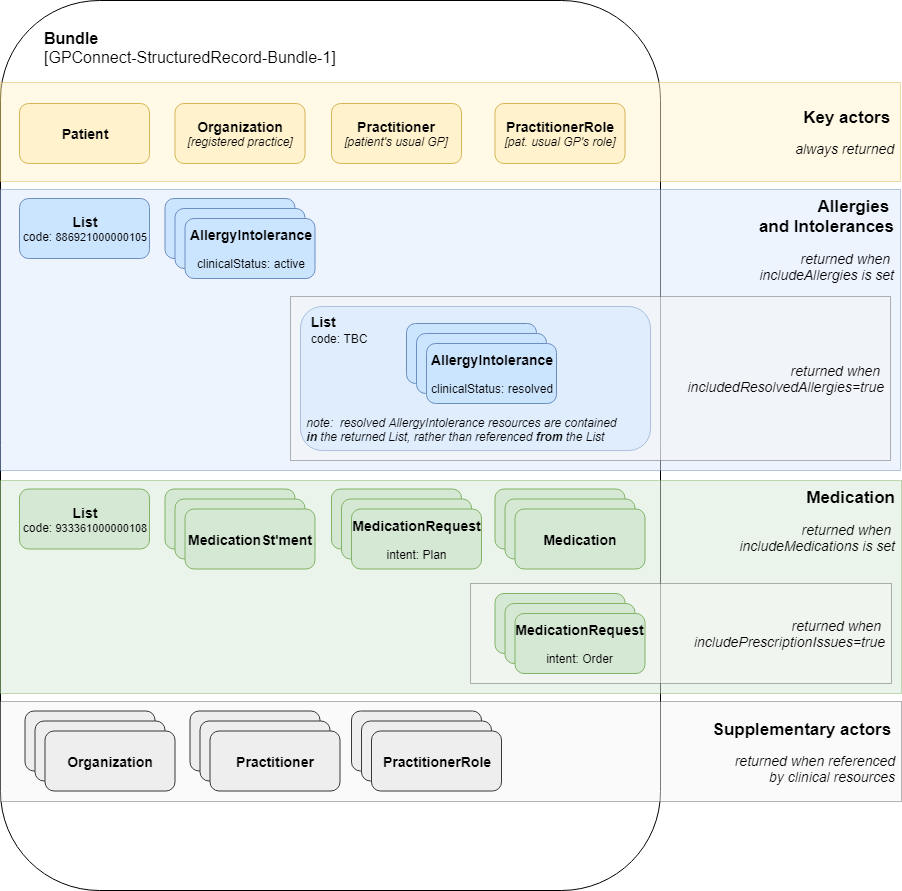 Bundle
[GPConnect-StructuredRecord-Bundle-1]
Patient
Organization
[registered practice]
Practitioner
[patient's usual GP]
PractitionerRole
[pat. usual GP's role]
Key actors
always returned
List
code: 886921000000105
AllergyIntolerance
clinicalStatus: active
Allergies
and Intolerances
returned when
includeAllergies is set
List
code: TBC
AllergyIntolerance
clinicalStatus: resolved
note:  resolved AllergyIntolerance resources are contained
in the returned List, rather than referenced from the List
returned when
includedResolvedAllergies=true
List
code: 933361000000108
MedicationSt'ment
MedicationRequest
intent: Plan
Medication
Medication
returned when
includeMedications is set
MedicationRequest
intent: Order
returned when
includePrescriptionIssues=true
Organization
Practitioner
PractitionerRole
Supplementary actors
returned when referenced
by clinical resources